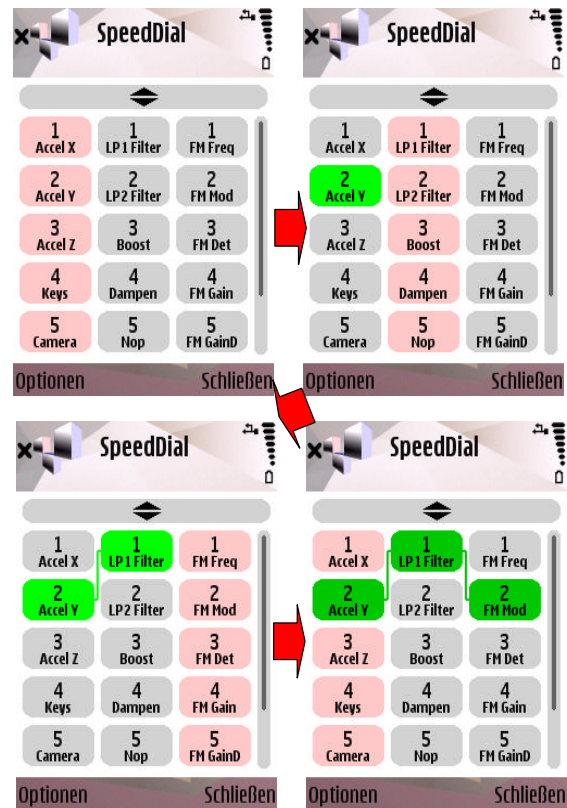 SpeedDial
1 1 1
Accel X LP1 Filter FM Freq
2 2 2
Accel Y LP2 Filter FM Mod
3 3 3
Accel Z Boost FM Det
4 4 4
Keys Dampen FM Gain
5 5 5
Camera Nop FM GainD
Optionen Schließen
SpeedDial
1 1 1
Accel X LP1 Filter FM Freq
2 2 2
Accel Y LP2 Filter FM Mod
3 3 3
Accel Z Boost FM Det
4 4 4
Keys Dampen FM Gain
5 5 5
Camera Nop FM GainD
Optionen Schließen
SpeedDial
1 1 1
Accel X LP1 Filter FM Freq
2 2 2
Accel Y LP2 Filter FM Mod
3 3 3
Accel Z Boost FM Det
4 4 4
Keys Dampen FM Gain
5 5 5
Camera Nop FM GainD
Optionen Schließen
SpeedDial
1 1 1
Accel X LP1 Filter FM Freq
2 2 2
Accel Y LP2 Filter FM Mod
3 3 3
Accel Z Boost FM Det
4 4 4
Keys Dampen FM Gain
5 5 5
Camera Nop FM GainD
Optionen Schließen